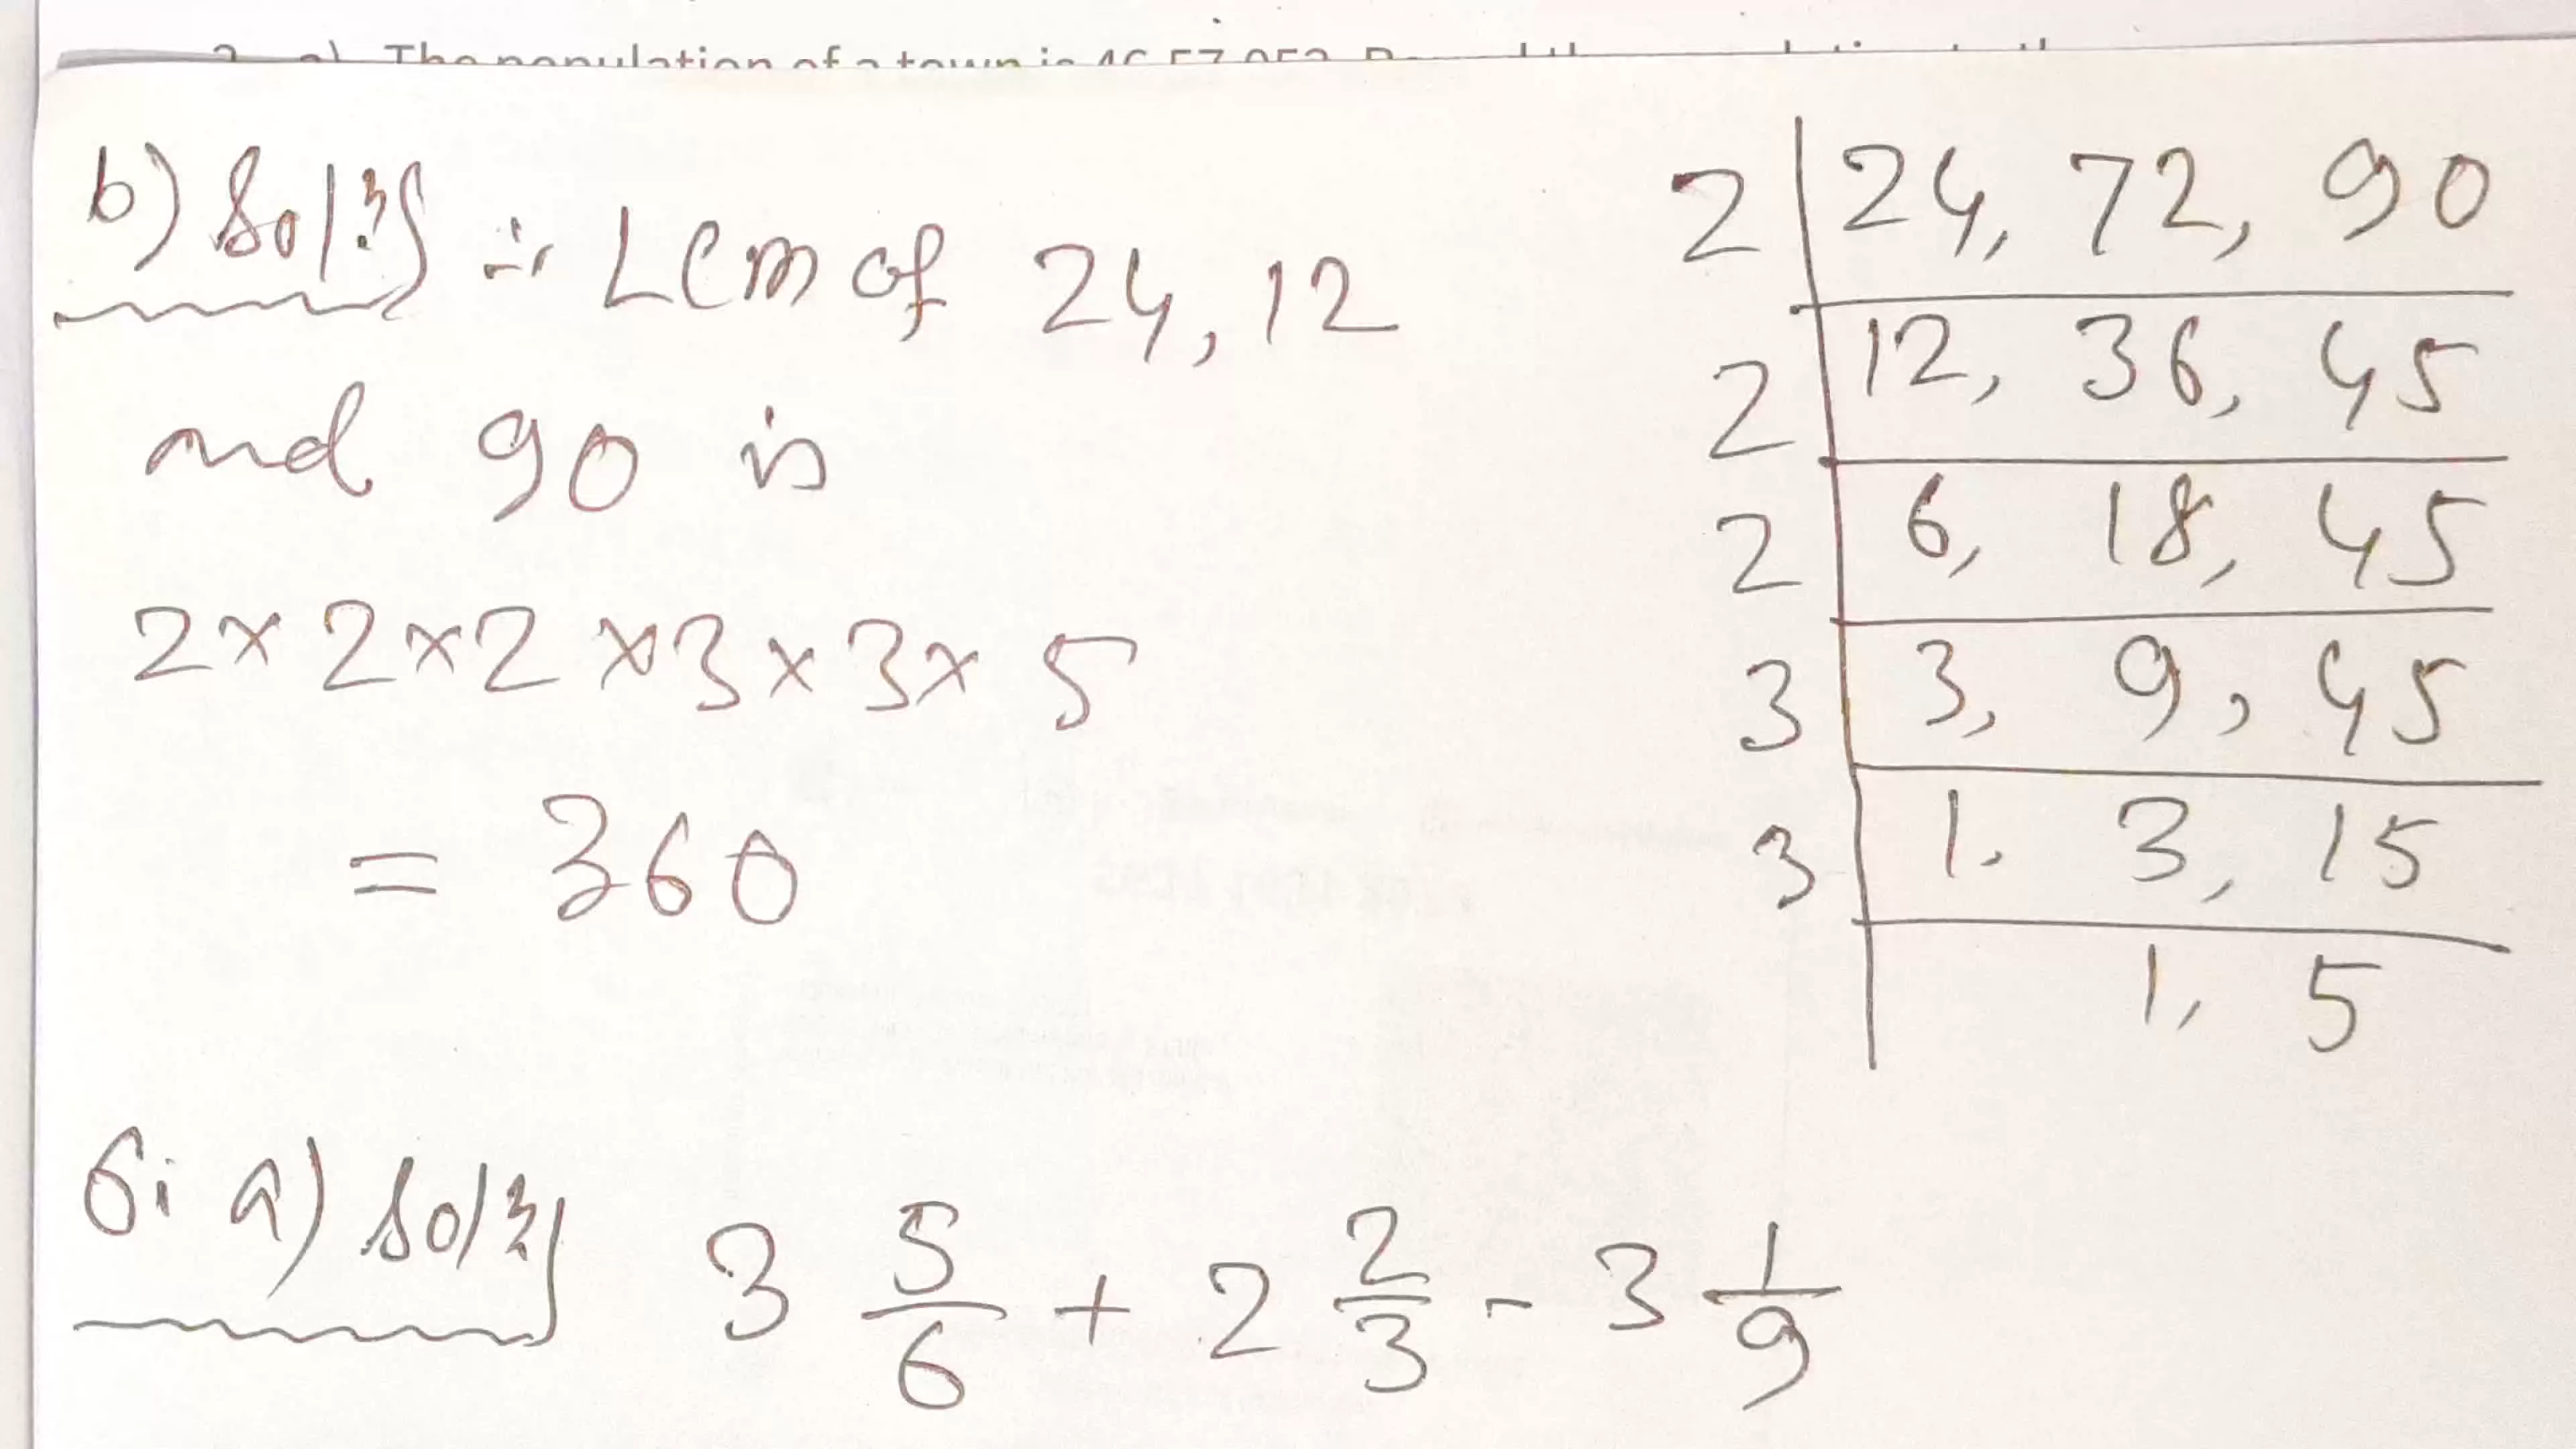 b) Sol:- LCM of 24, 12
and 90 is
2 × 2 × 2 × 3 × 3 × 5
= 360
2 | 24, 72, 90
2 | 12, 36, 45
2 | 6, 18, 45
3 | 3, 9, 45
3 | 1, 3, 15
1, 5
6. a) Sol: 3 5/6 + 2 2/3 - 3 1/9